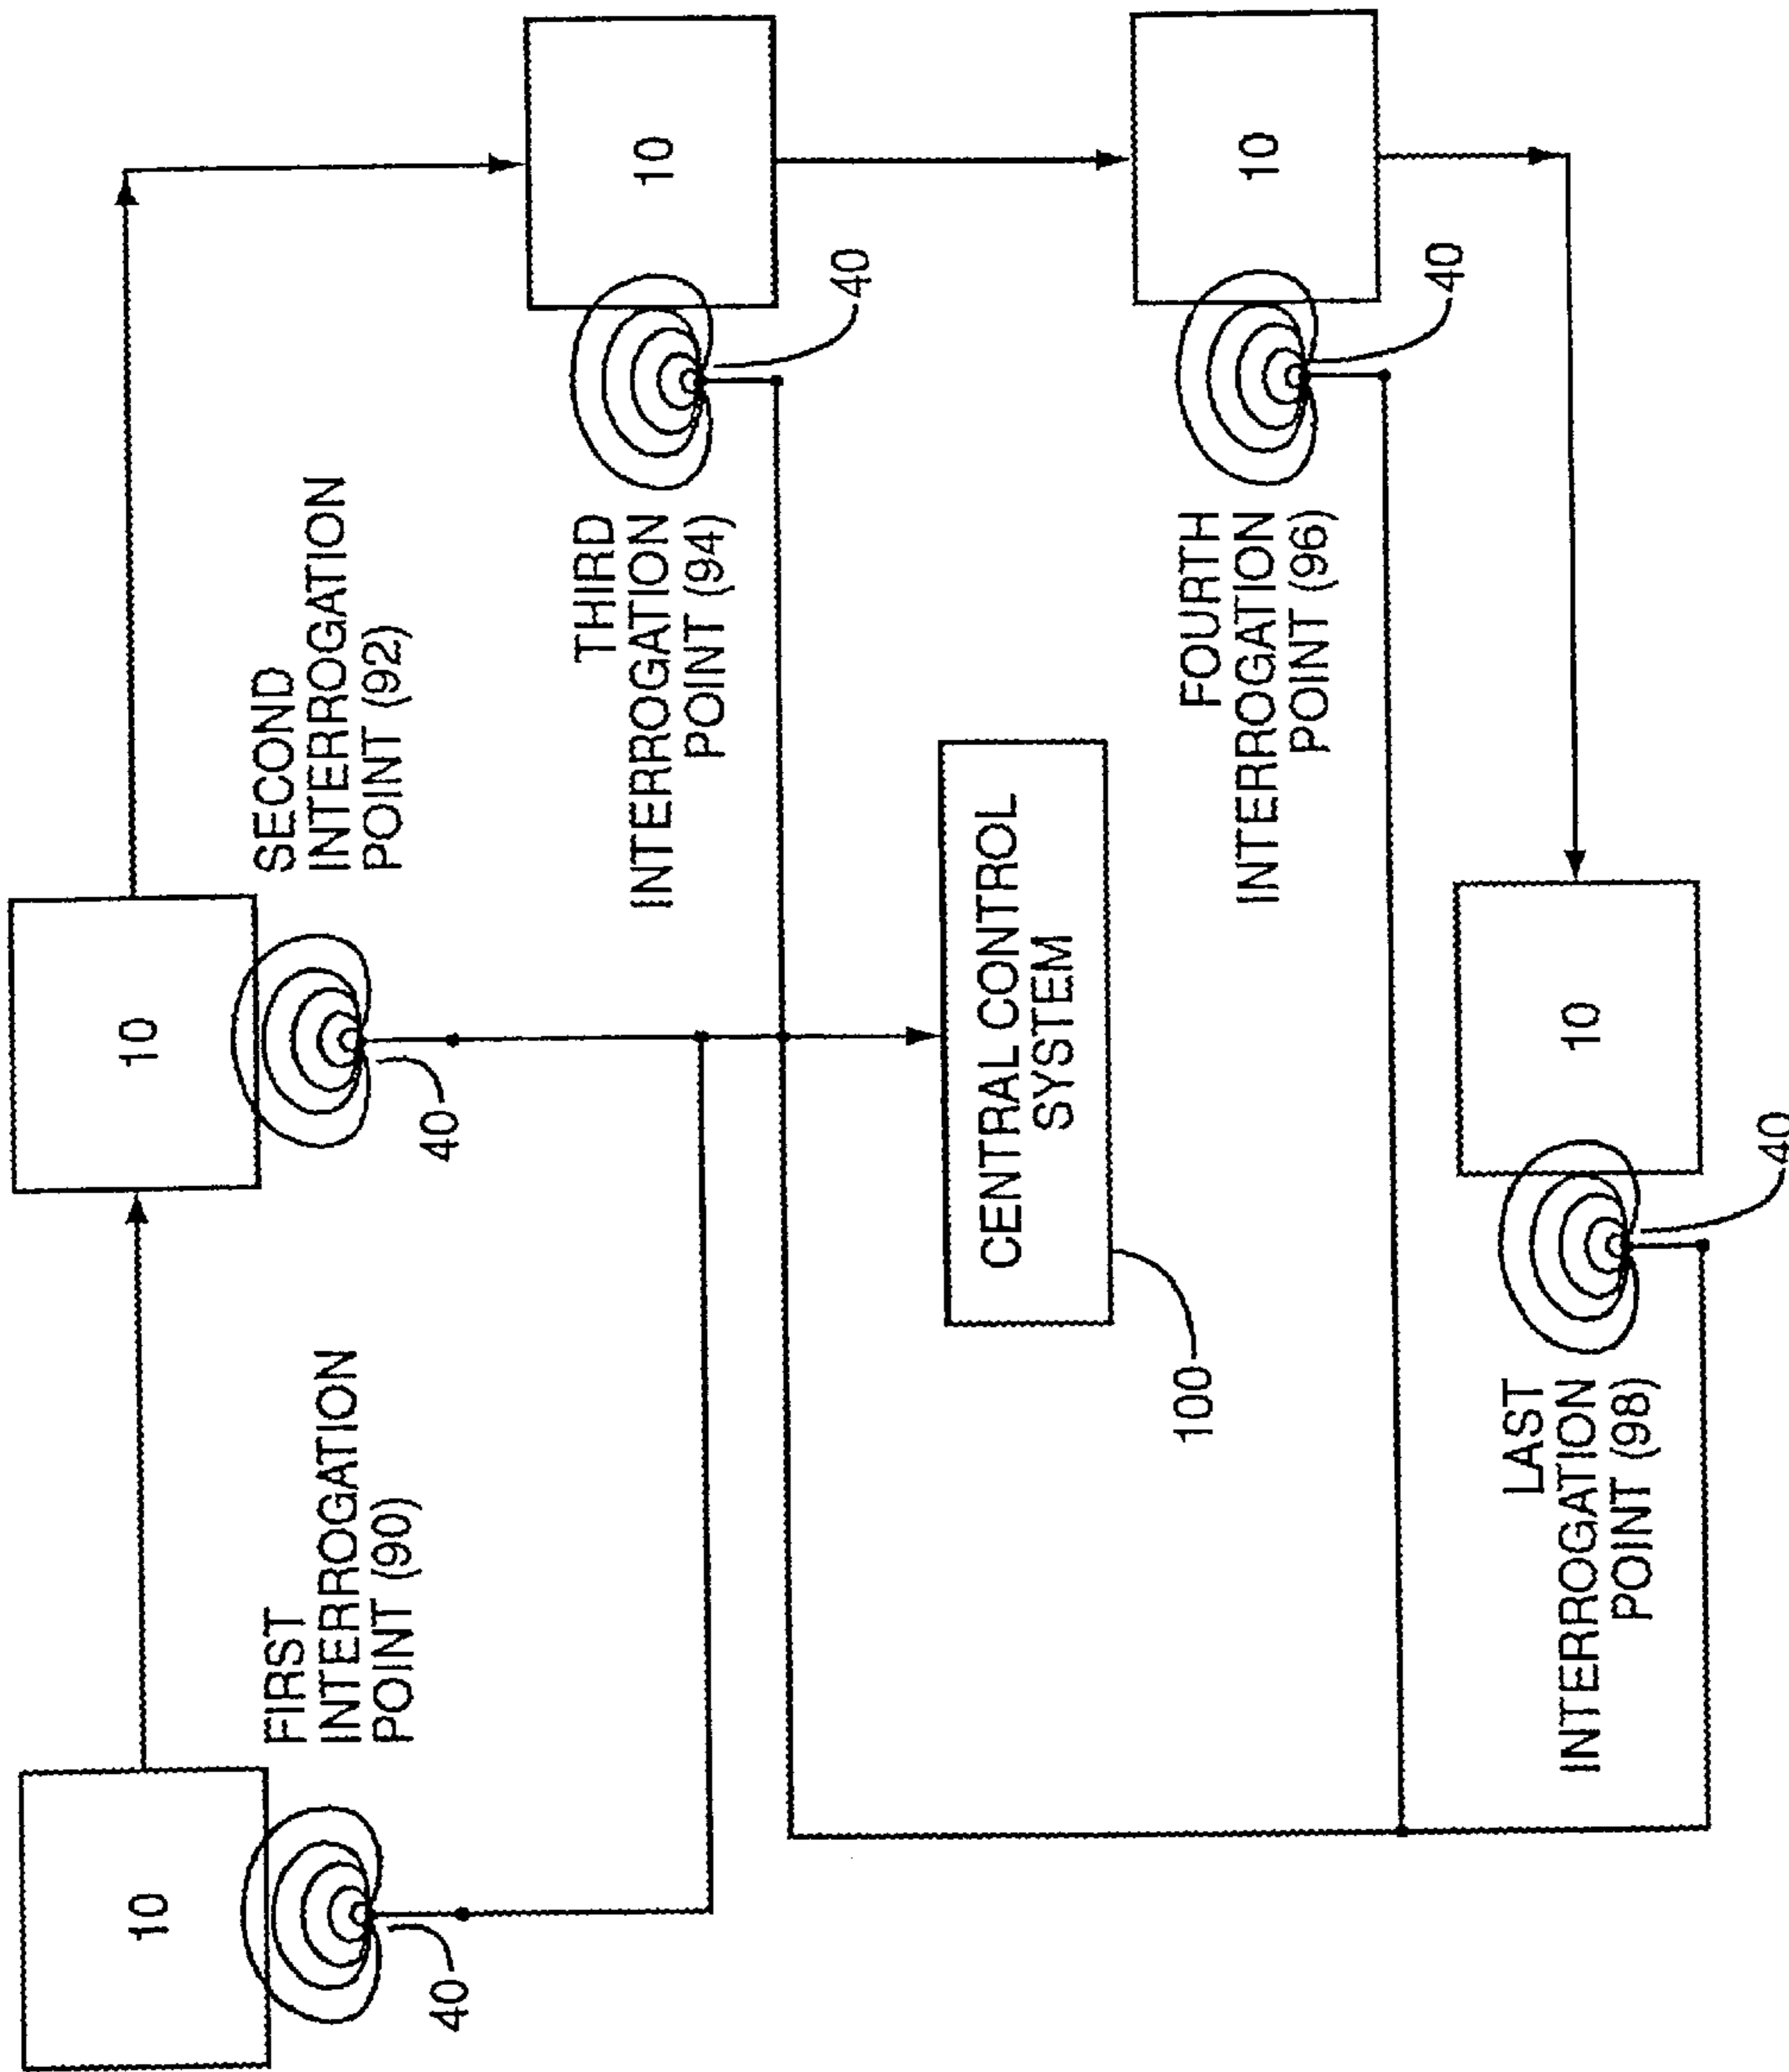 10
40
FIRST
INTERROGATION
POINT (90)
10
40
SECOND
INTERROGATION
POINT (92)
10
40
THIRD
INTERROGATION
POINT (94)
CENTRAL CONTROL
SYSTEM
100
10
40
FOURTH
INTERROGATION
POINT (96)
10
40
LAST
INTERROGATION
POINT (98)